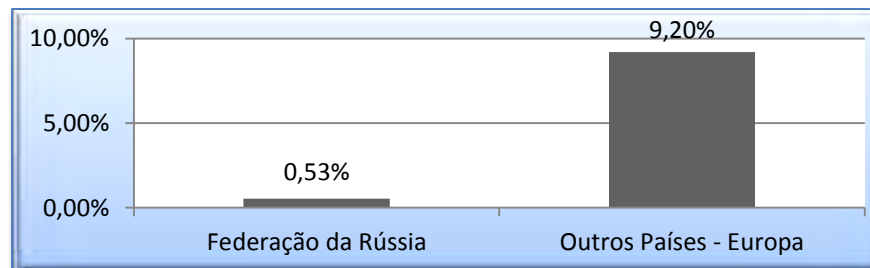 10,00%
9,20%
5,00%
0,53%
0,00%
Federação da Rússia
Outros Países - Europa